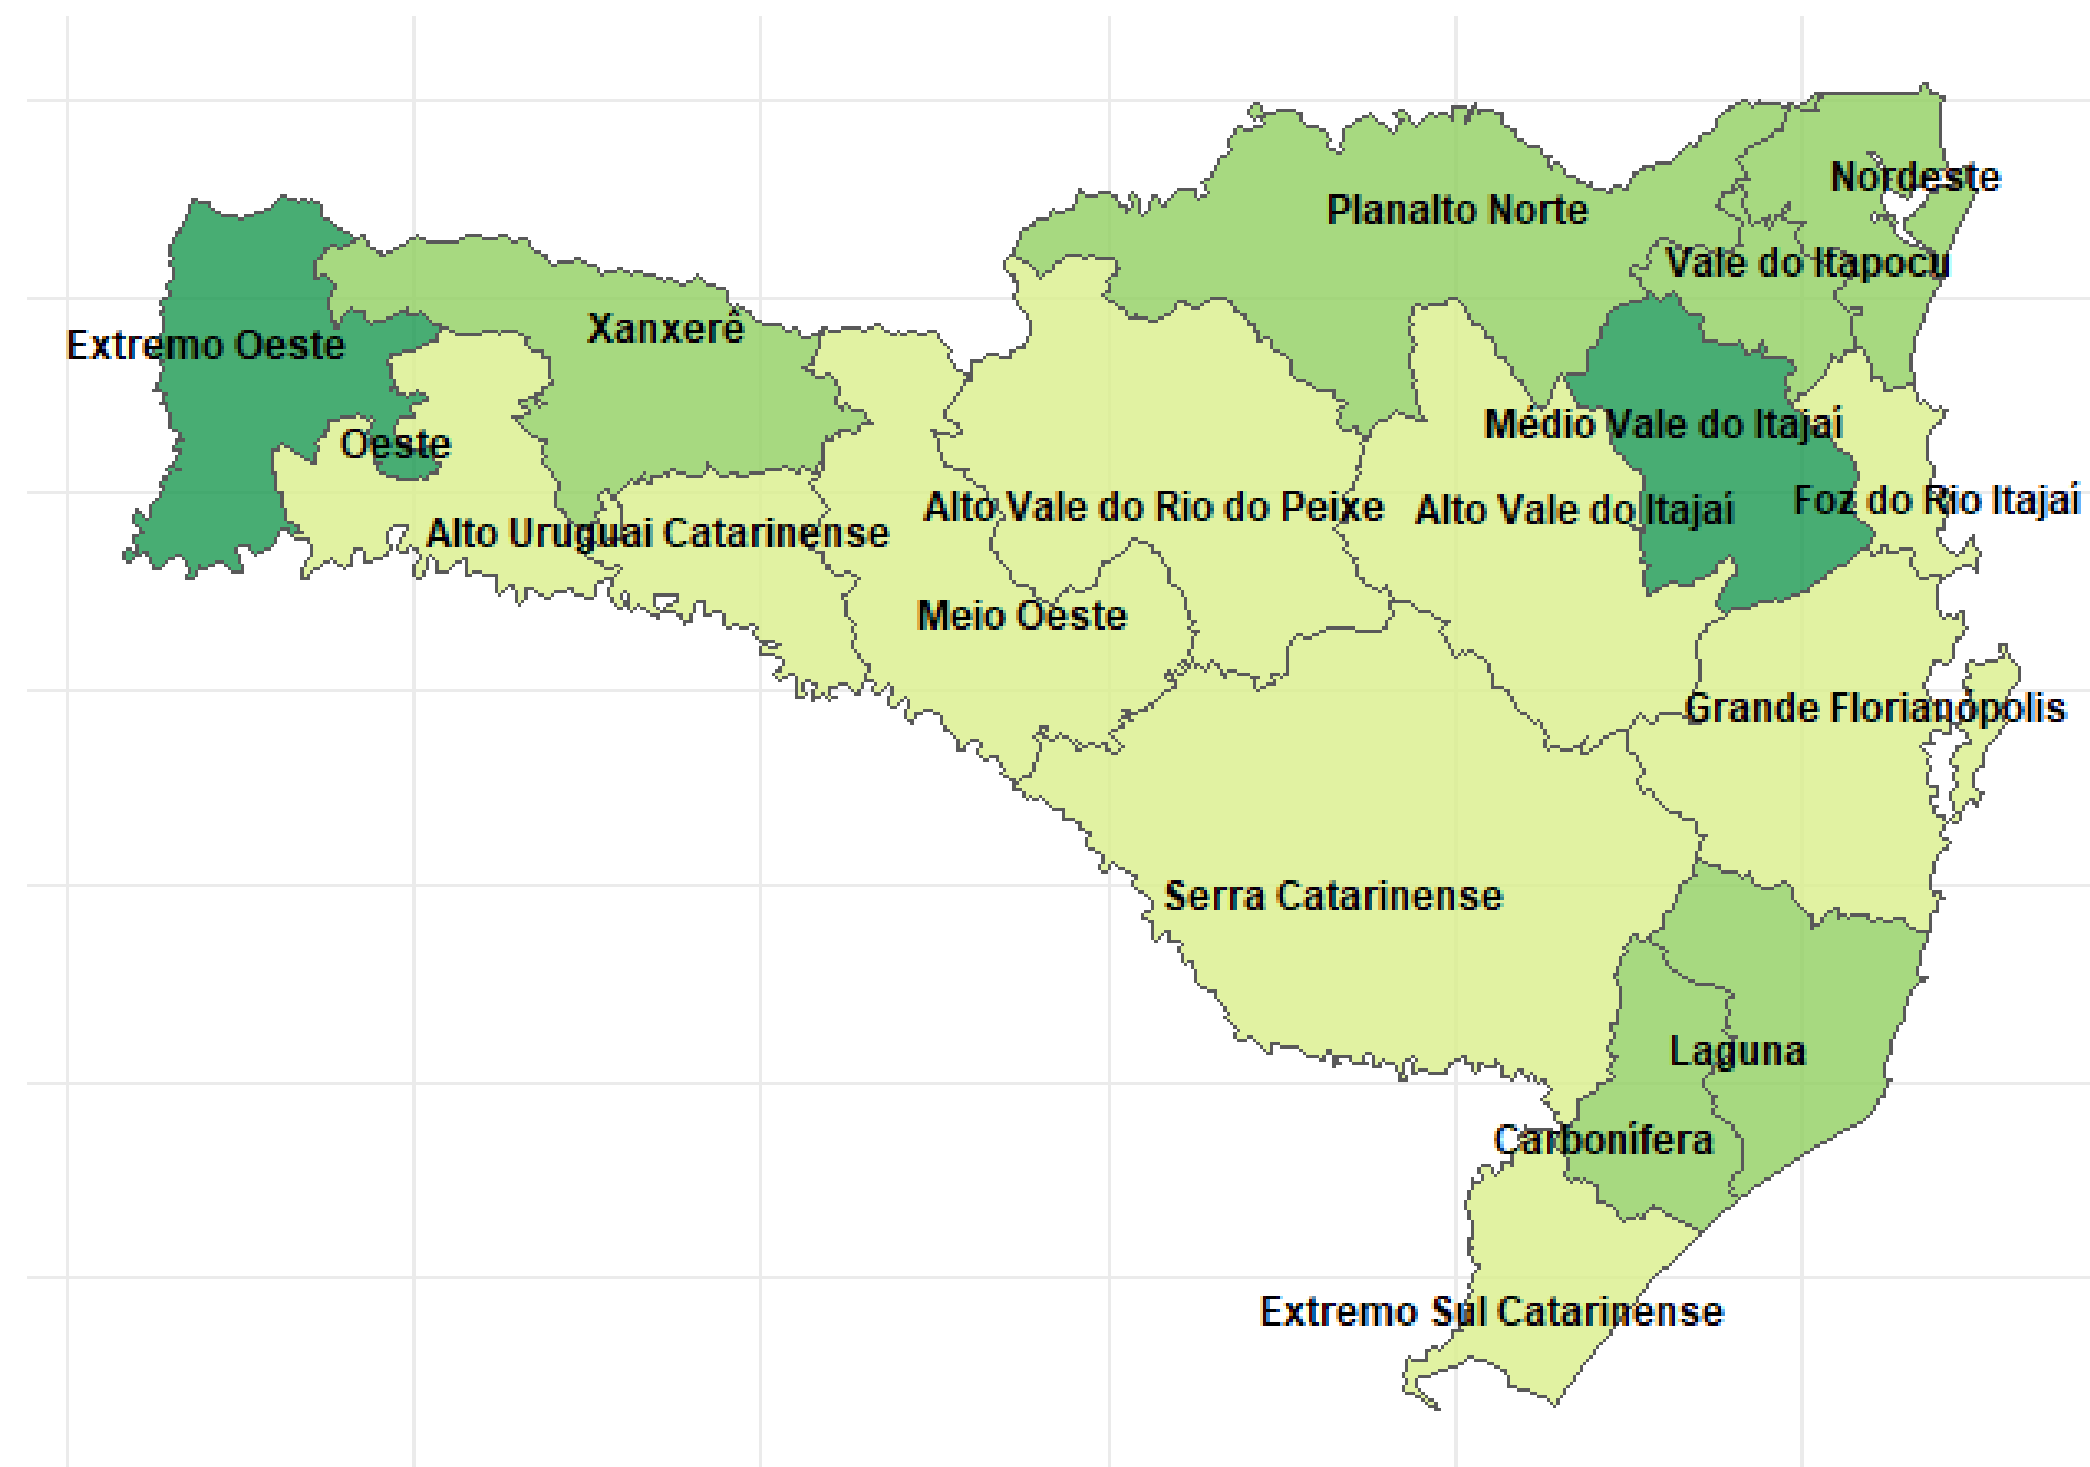 Nordeste
Planalto Norte
Vale do Itapocu
Xanxerê
Extremo Oeste
Médio Vale do Itajaí
Oeste
Foz do Rio Itajaí
Alto Vale do Rio do Peixe
Alto Vale do Itajaí
Alto Uruguai Catarinense
Meio Oeste
Grande Florianópolis
Serra Catarinense
Laguna
Carbonífera
Extremo Sul Catarinense